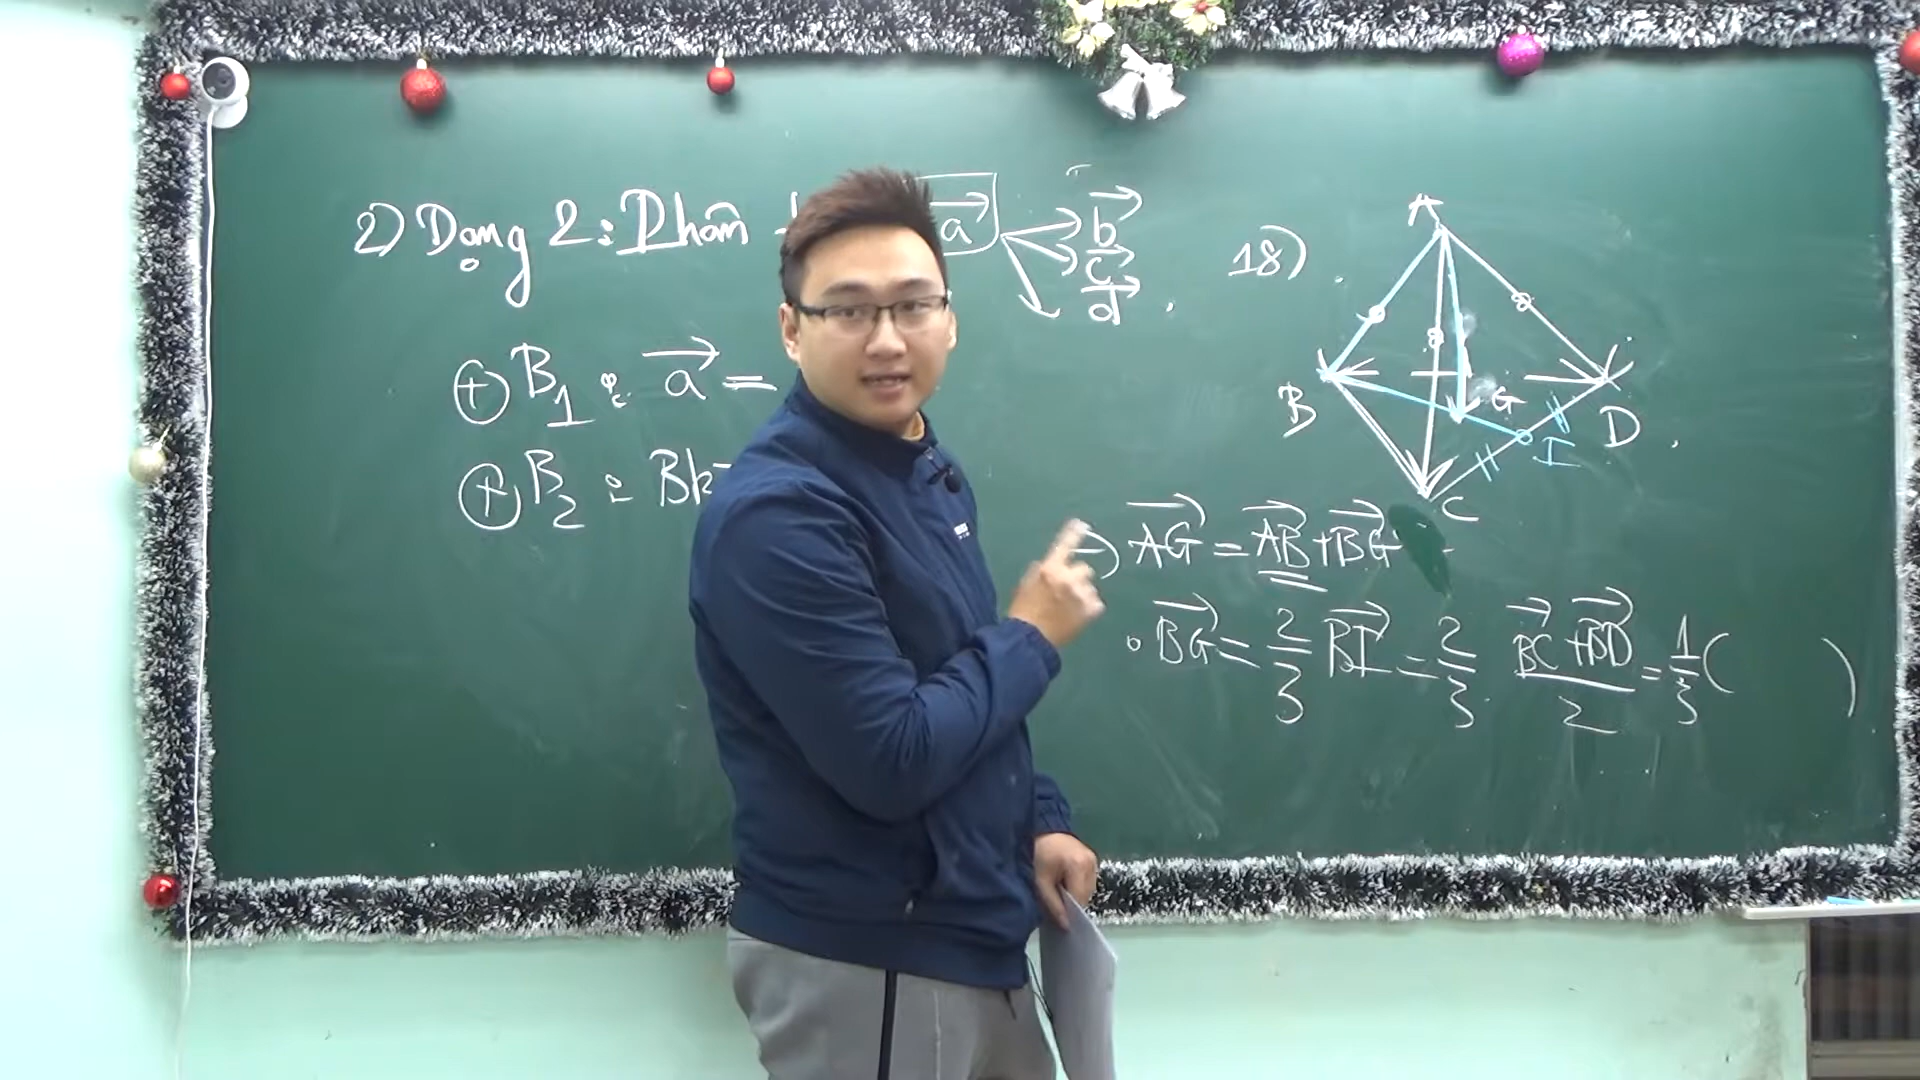 2) Dạng 2: Phân
a → b
c
d
⊕ B1 : a⃗ =
⊕ B2 :
18)
A
B
G
I
D
C
⇒ AG⃗ = AB⃗ + BG⃗
• BG⃗ = 2/3 BI⃗ = 2/3 . (BC⃗ + BD⃗)/2 = 1/3 (      )